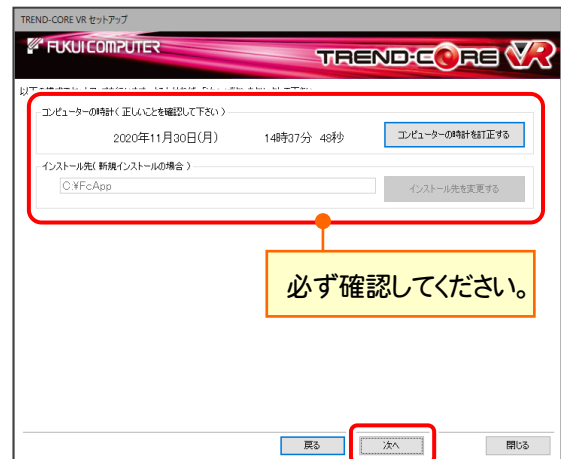 TREND-CORE VR セットアップ
FUKUI COMPUTER
TREND-CORE VR
コンピューターの時計( 正しいことを確認して下さい )
2020年11月30日(月) 14時37分 48秒 コンピューターの時計を訂正する
インストール先( 新規インストールの場合 )
C:¥FcApp インストール先を変更する
必ず確認してください。
戻る 次へ 閉じる